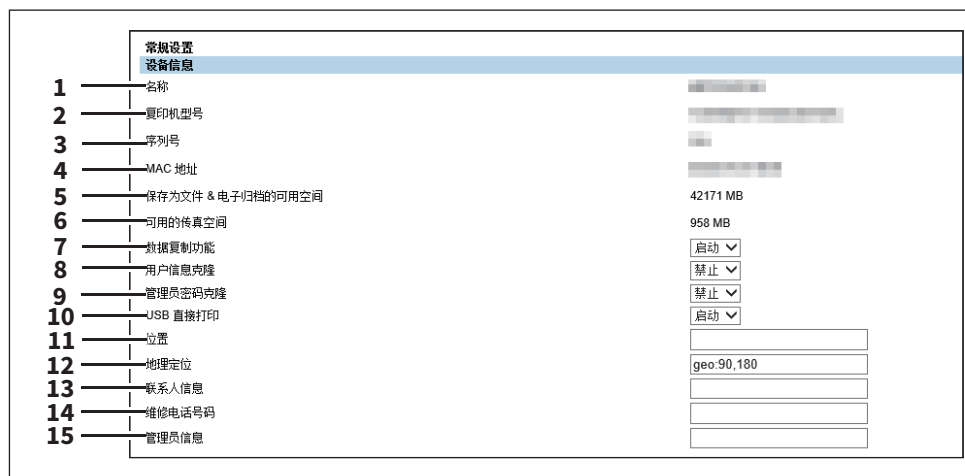 常规设置
设备信息
1 名称
2 复印机型号
3 序列号
4 MAC 地址
5 保存为文件 & 电子归档的可用空间 42171 MB
6 可用的传真空间 958 MB
7 数据复制功能 启动
8 用户信息克隆 禁止
9 管理员密码克隆 禁止
10 USB 直接打印 启动
11 位置
12 地理定位 geo:90,180
13 联系人信息
14 维修电话号码
15 管理员信息